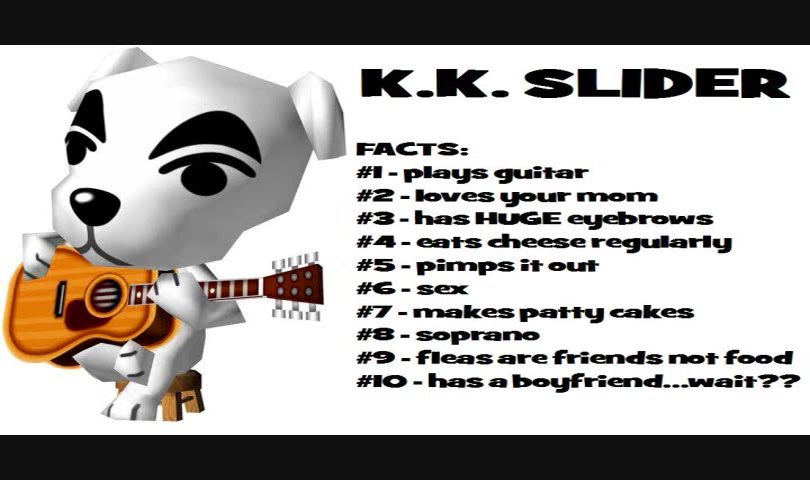 K.K. SLIDER
FACTS:
#1 - plays guitar
#2 - loves your mom
#3 - has HUGE eyebrows
#4 - eats cheese regularly
#5 - pimps it out
#6 - sex
#7 - makes patty cakes
#8 - soprano
#9 - fleas are friends not food
#10 - has a boyfriend...wait??